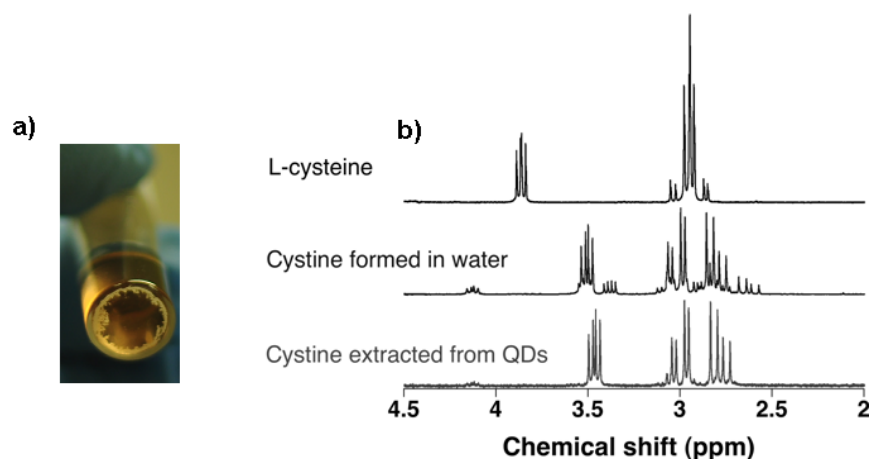 a)
b)
L-cysteine
Cystine formed in water
Cystine extracted from QDs
4.5 4 3.5 3 2.5 2
Chemical shift (ppm)